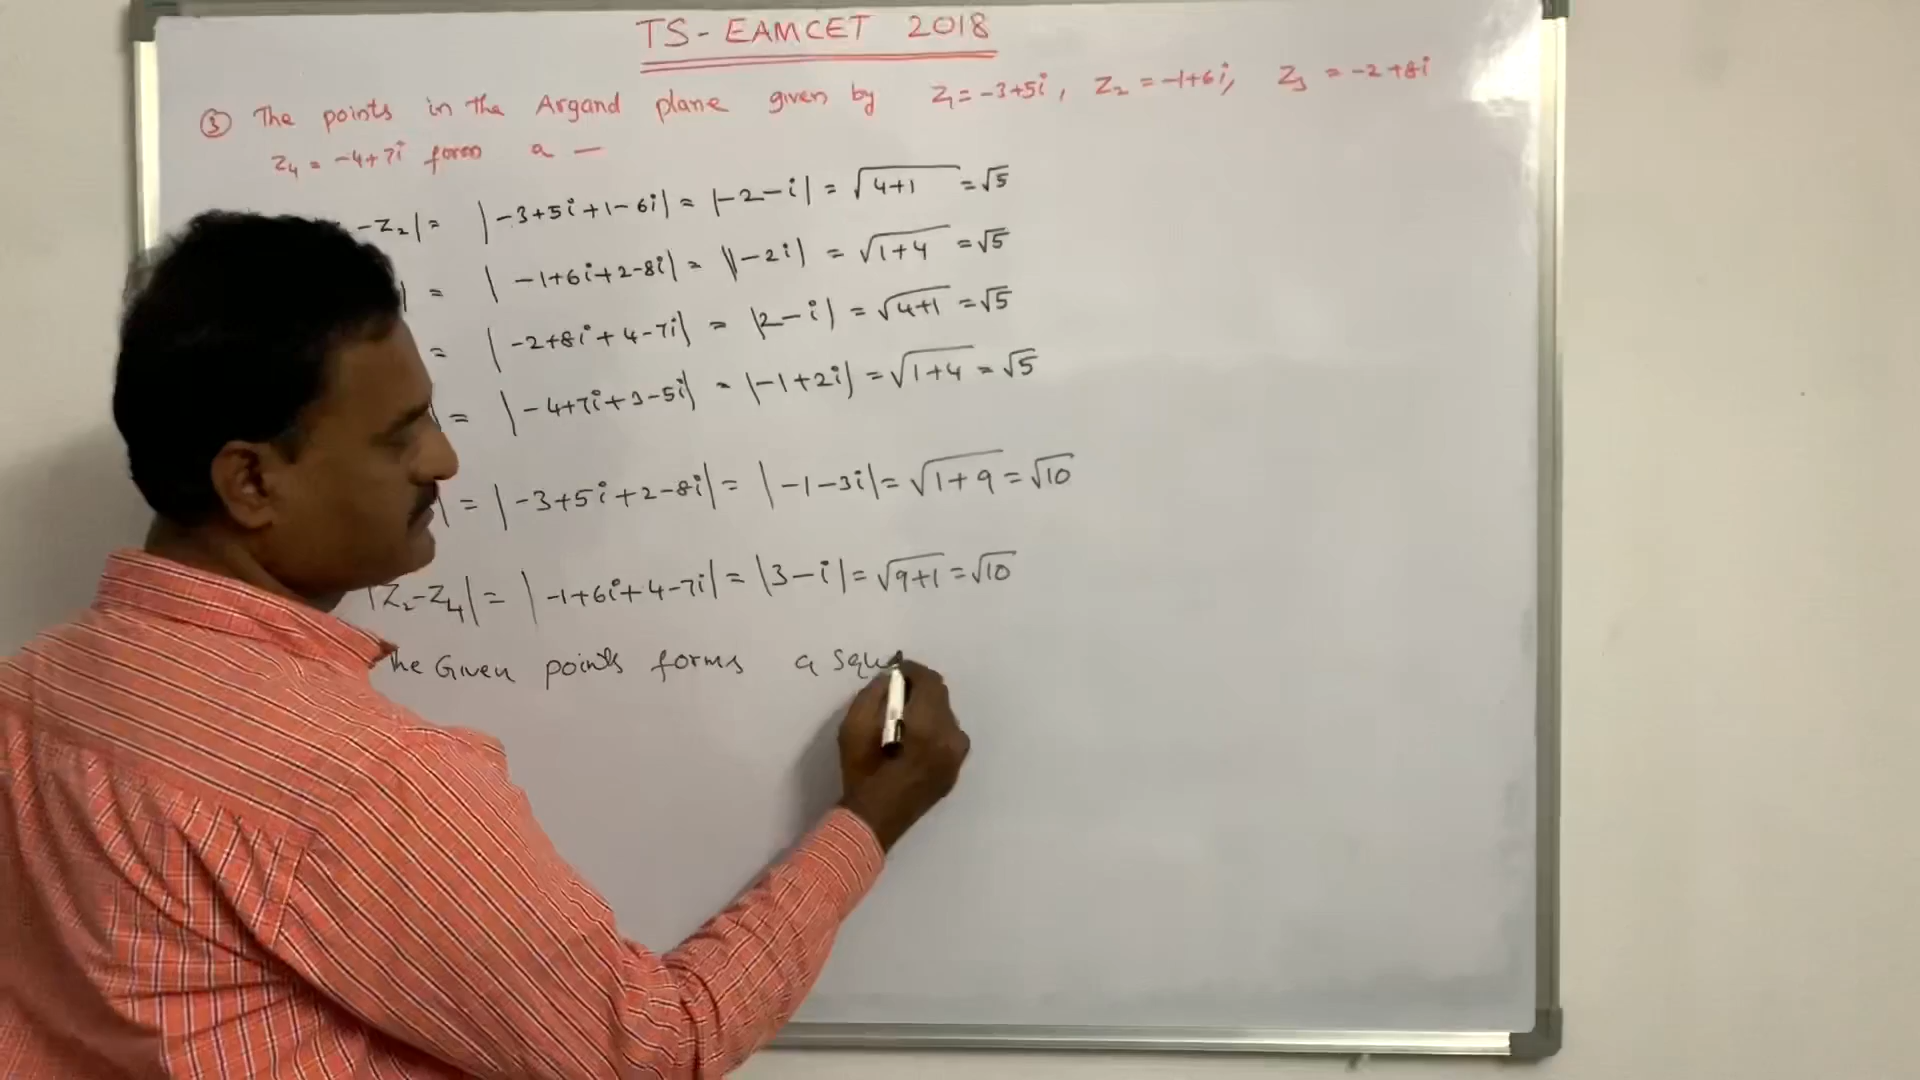 TS-EAMCET 2018
③ The points in the Argand plane given by Z₁=-3+5i, Z₂=-1+6i, Z₃=-2+8i
Z₄=-4+7i form a —
-Z₂|= |-3+5i+1-6i|=|-2-i|=√4+1=√5
|= |-1+6i+2-8i|=|1-2i|=√1+4=√5
= |-2+8i+4-7i|=|2-i|=√4+1=√5
|= |-4+7i+3-5i|=|-1+2i|=√1+4=√5
|=|-3+5i+2-8i|=|-1-3i|=√1+9=√10
|Z₂-Z₄|=|-1+6i+4-7i|=|3-i|=√9+1=√10
he Given points forms a squa